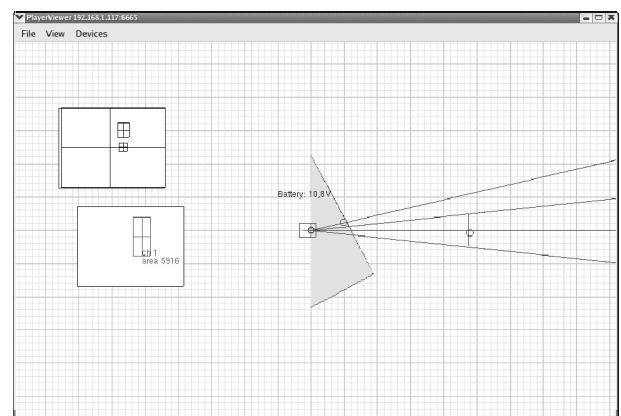 PlayerViewer 192.168.1.117:6665
File View Devices
Battery: 10,8V
ch 1
area 5916